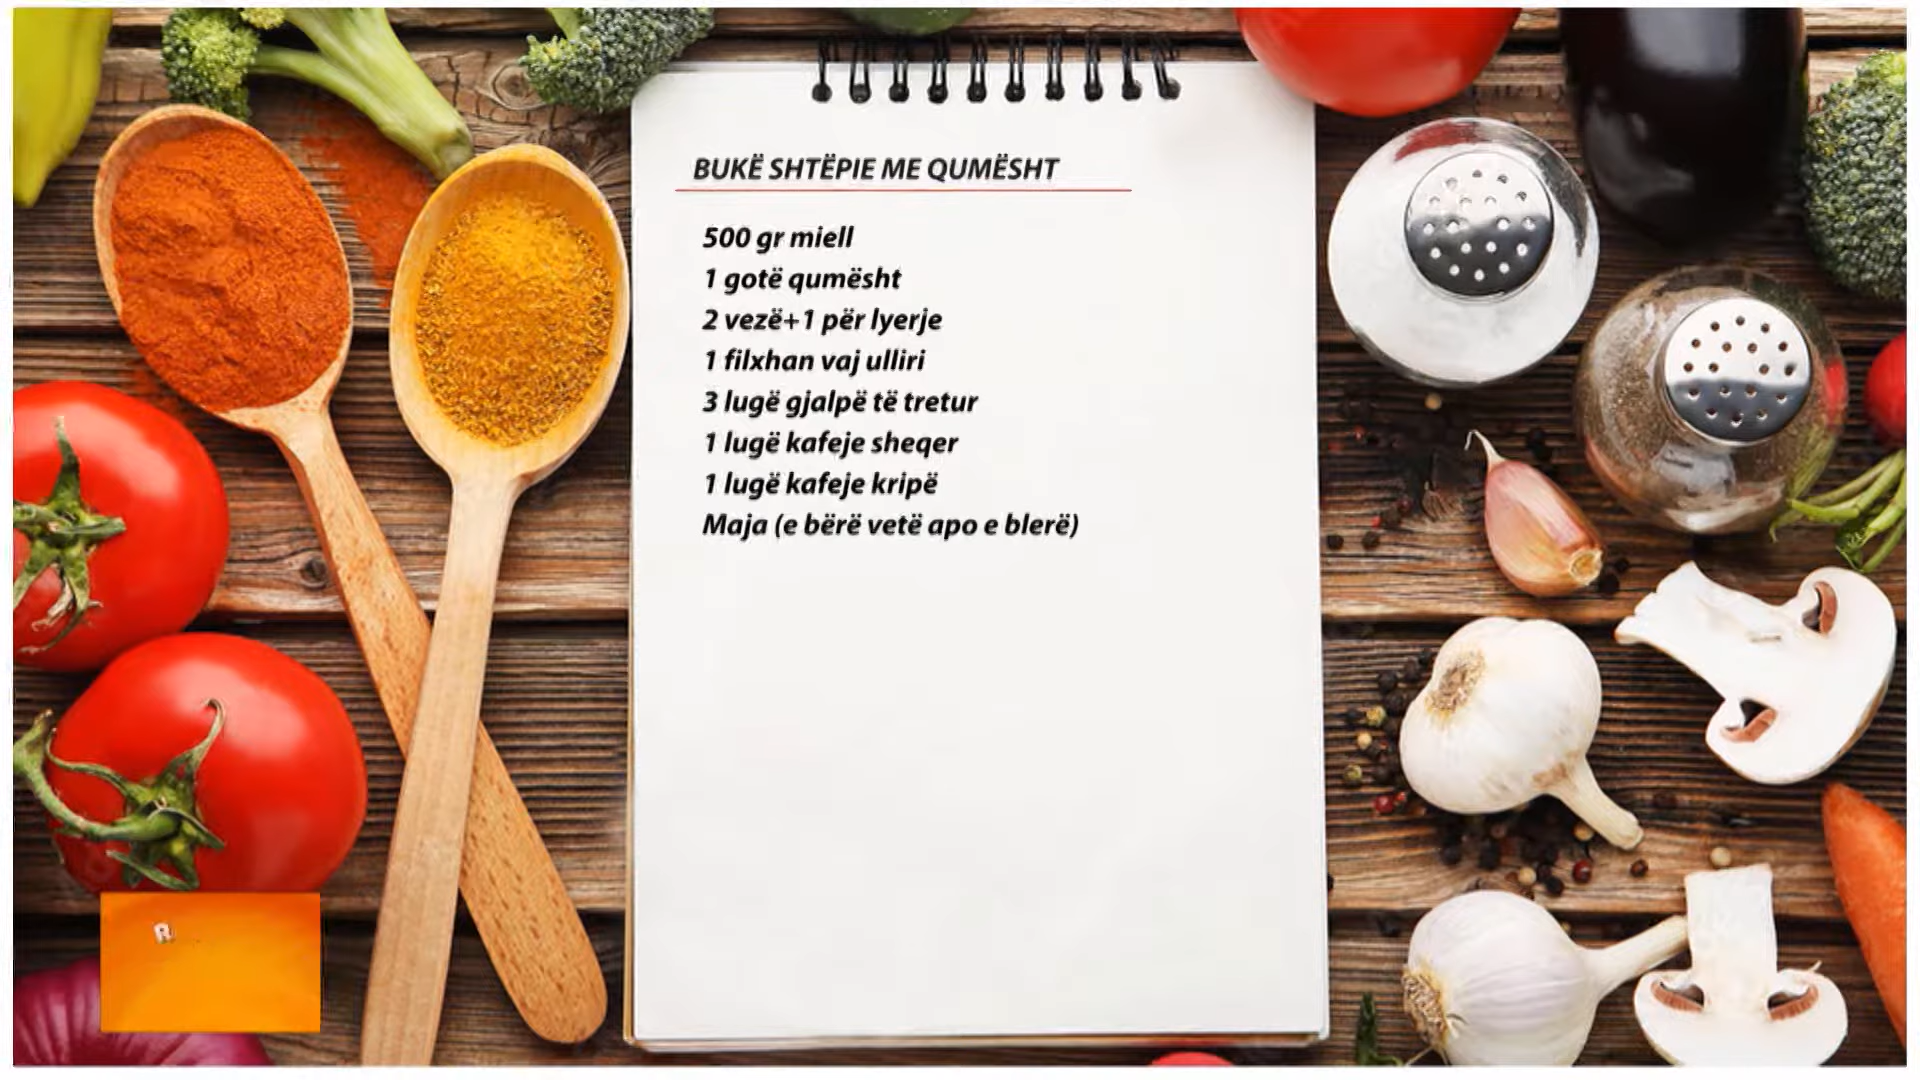 BUKË SHTËPIE ME QUMËSHT
500 gr miell
1 gotë qumësht
2 vezë+1 për lyerje
1 filxhan vaj ulliri
3 lugë gjalpë të tretur
1 lugë kafeje sheqer
1 lugë kafeje kripë
Maja (e bërë vetë apo e blerë)
R